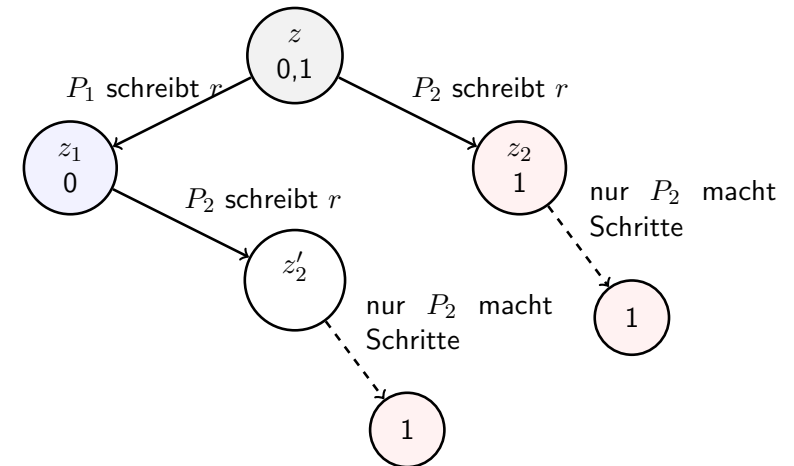 z
0,1
P₁ schreibt r
P₂ schreibt r
z₁
0
z₂
1
P₂ schreibt r
nur P₂ macht
Schritte
z′₂
1
nur P₂ macht
Schritte
1